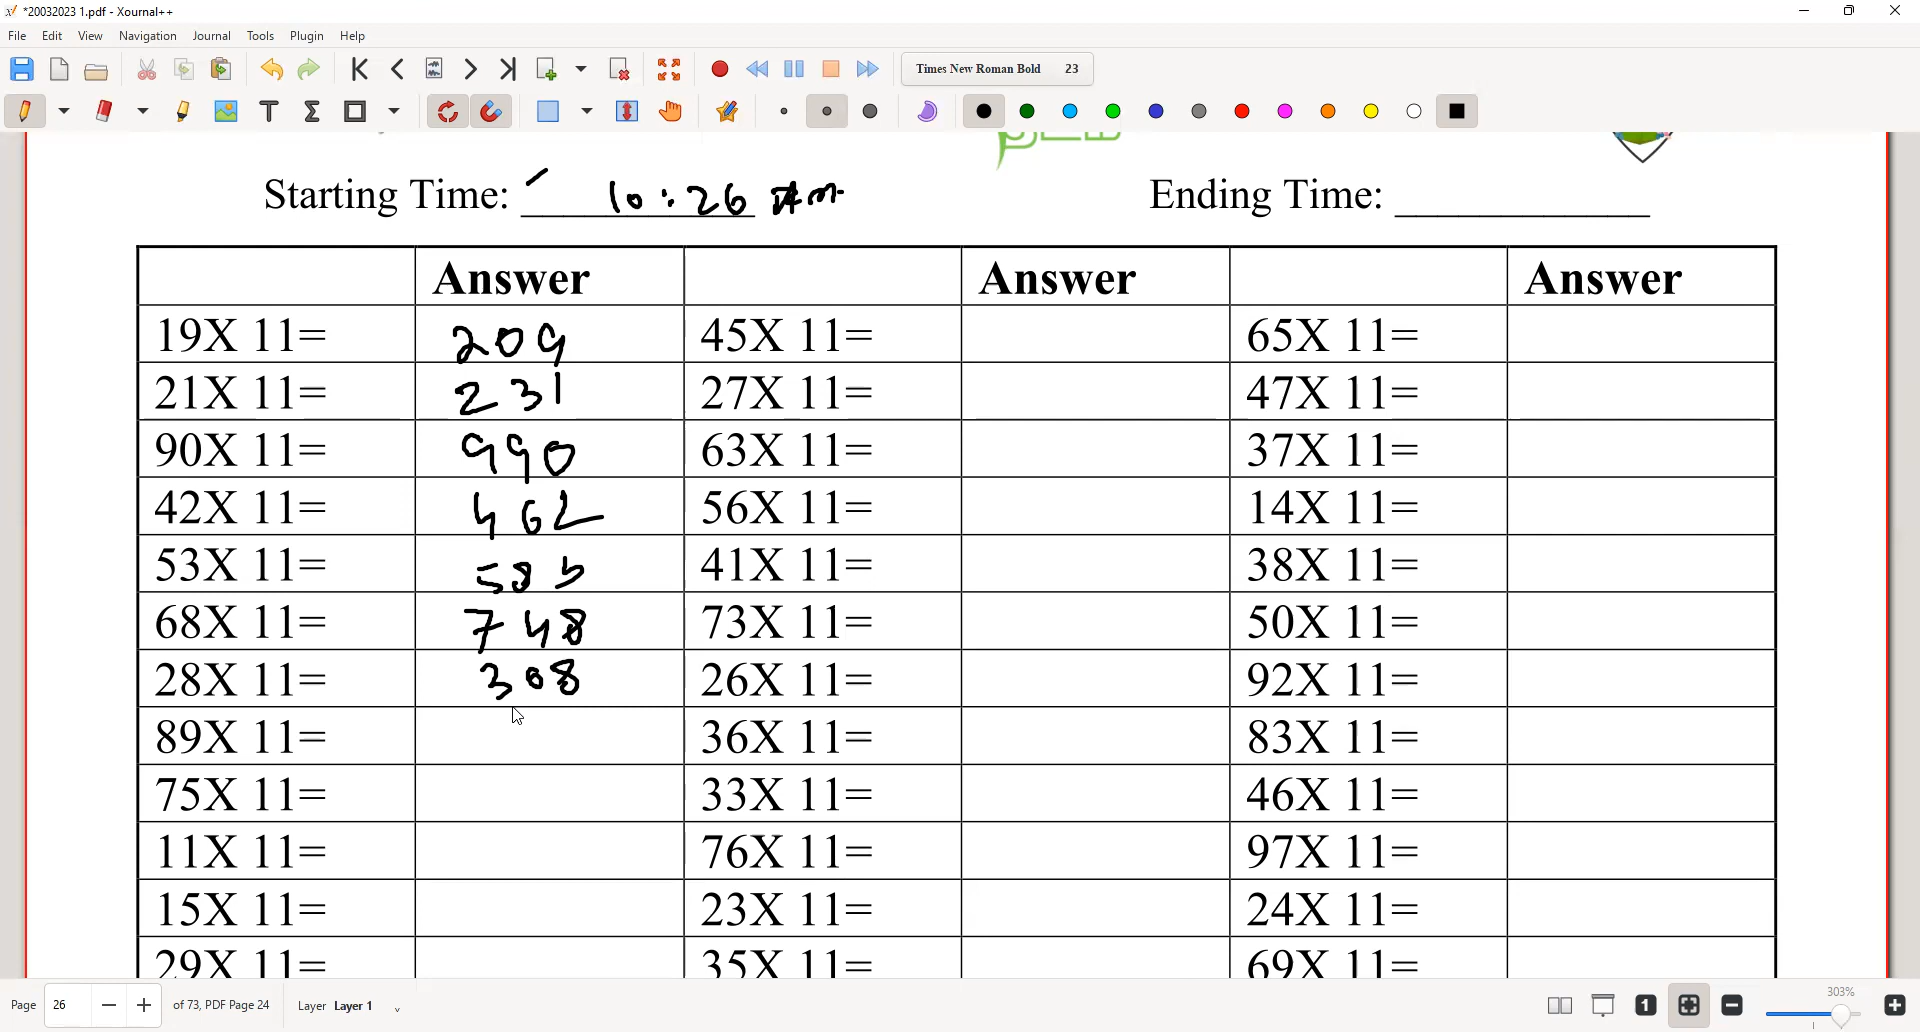 *20032023 1.pdf - Xournal++
File Edit View Navigation Journal Tools Plugin Help
Times New Roman Bold 23
Starting Time: 10:26 Am Ending Time: ____________
Answer Answer Answer
19X 11= 209 45X 11= 65X 11=
21X 11= 231 27X 11= 47X 11=
90X 11= 990 63X 11= 37X 11=
42X 11= 462 56X 11= 14X 11=
53X 11= 583 41X 11= 38X 11=
68X 11= 748 73X 11= 50X 11=
28X 11= 308 26X 11= 92X 11=
89X 11= 36X 11= 83X 11=
75X 11= 33X 11= 46X 11=
11X 11= 76X 11= 97X 11=
15X 11= 23X 11= 24X 11=
29X 11= 35X 11= 69X 11=
303%
Page 26 of 73, PDF Page 24 Layer Layer 1 1